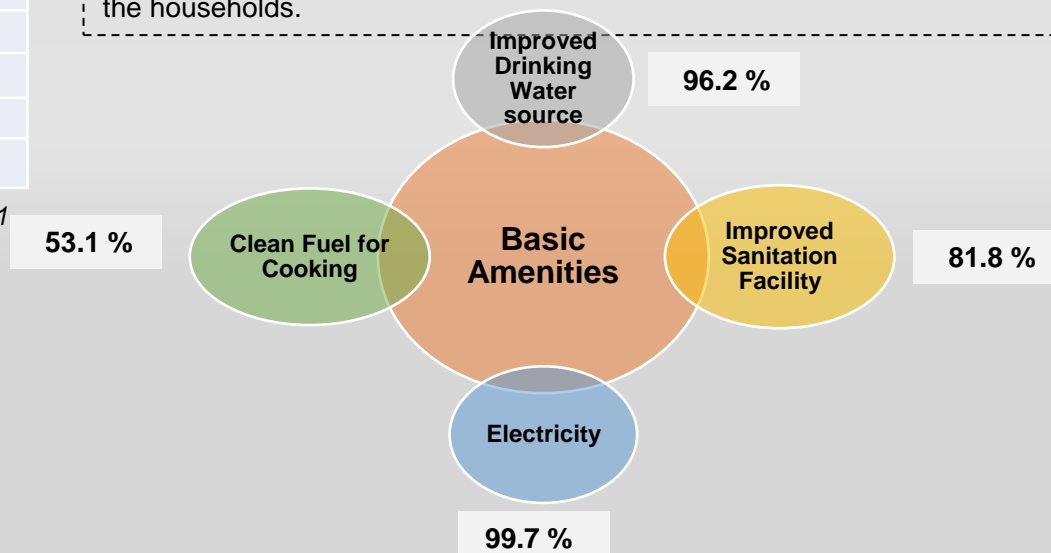 the households.
Improved
Drinking
Water
source
96.2 %
1
53.1 %
Clean Fuel for
Cooking
Basic
Amenities
Improved
Sanitation
Facility
81.8 %
Electricity
99.7 %